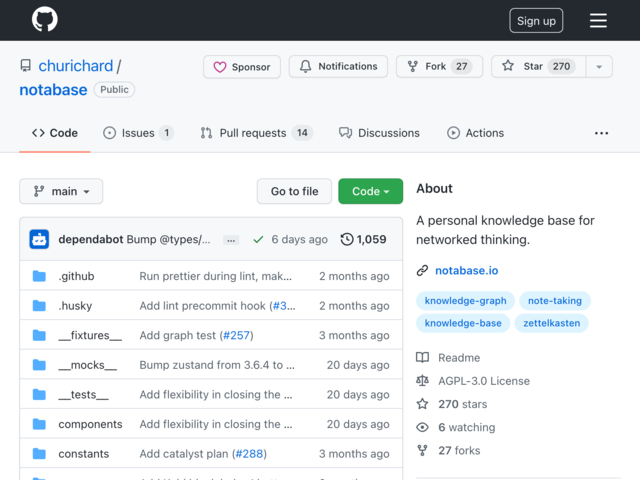 Sign up
churichard /
notabase Public
Sponsor
Notifications
Fork 27
Star 270
Code
Issues 1
Pull requests 14
Discussions
Actions
main
Go to file
Code
dependabot Bump @types/... 6 days ago 1,059
.github Run prettier during lint, mak... 2 months ago
.husky Add lint precommit hook (#3... 2 months ago
__fixtures__ Add graph test (#257) 3 months ago
__mocks__ Bump zustand from 3.6.4 to ... 20 days ago
__tests__ Add flexibility in closing the ... 20 days ago
components Add flexibility in closing the ... 20 days ago
constants Add catalyst plan (#288) 3 months ago
About
A personal knowledge base for
networked thinking.
notabase.io
knowledge-graph note-taking
knowledge-base zettelkasten
Readme
AGPL-3.0 License
270 stars
6 watching
27 forks